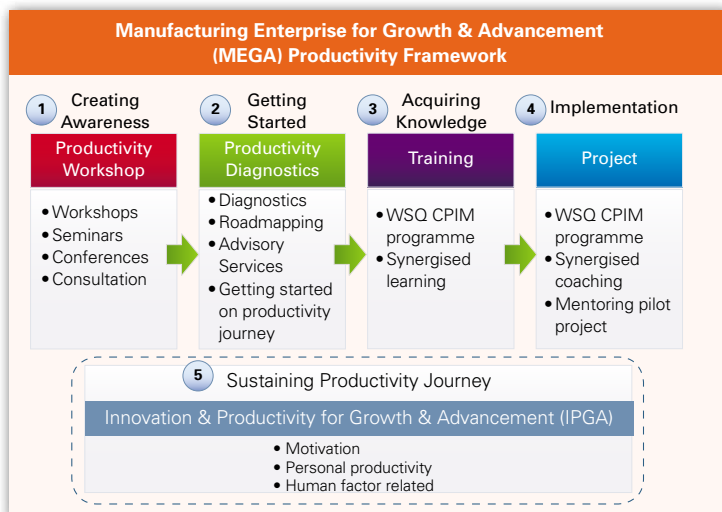 Manufacturing Enterprise for Growth & Advancement
(MEGA) Productivity Framework
1
Creating
Awareness
Productivity
Workshop
• Workshops
• Seminars
• Conferences
• Consultation
2
Getting
Started
Productivity
Diagnostics
• Diagnostics
• Roadmapping
• Advisory
Services
• Getting started
on productivity
journey
3
Acquiring
Knowledge
Training
• WSQ CPIM
programme
• Synergised
learning
4
Implementation
Project
• WSQ CPIM
programme
• Synergised
coaching
• Mentoring pilot
project
5
Sustaining Productivity Journey
Innovation & Productivity for Growth & Advancement (IPGA)
• Motivation
• Personal productivity
• Human factor related